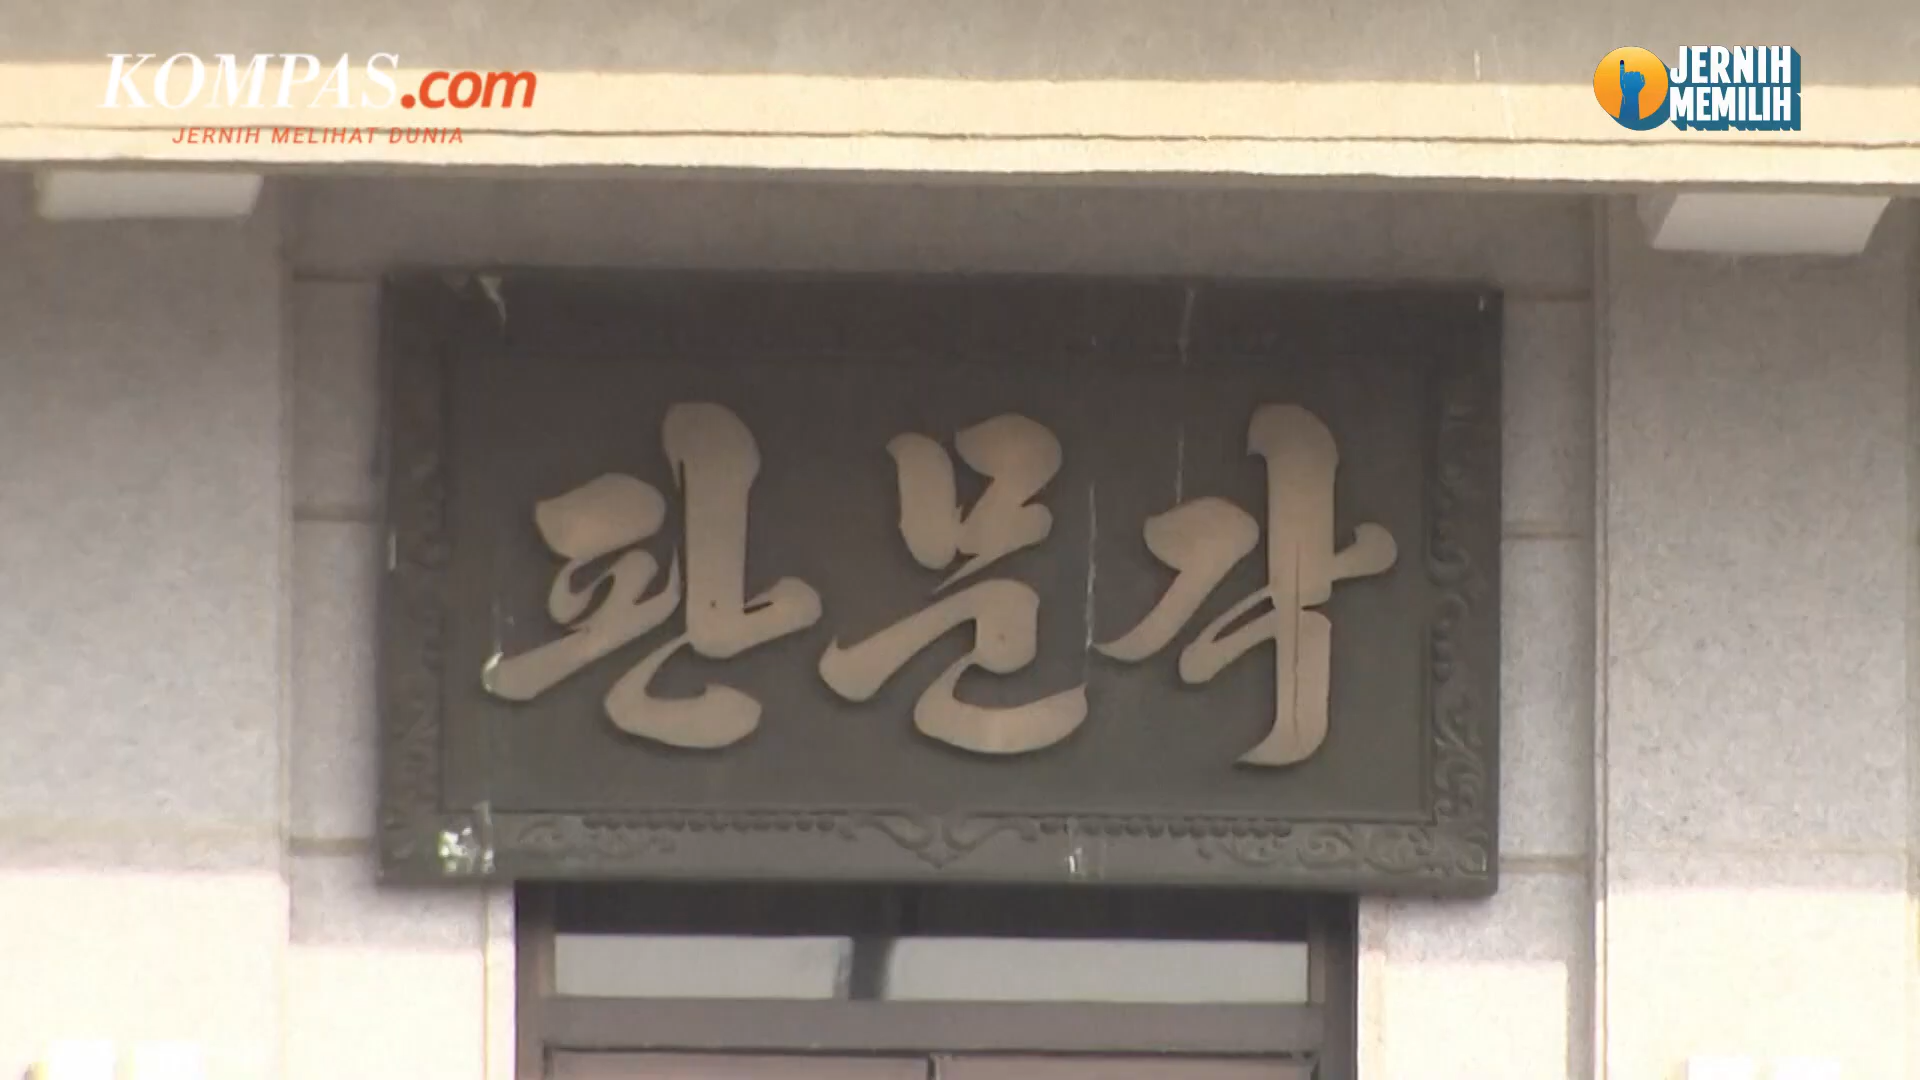 KOMPAS.com
JERNIH MELIHAT DUNIA
JERNIH
MEMILIH
판문각